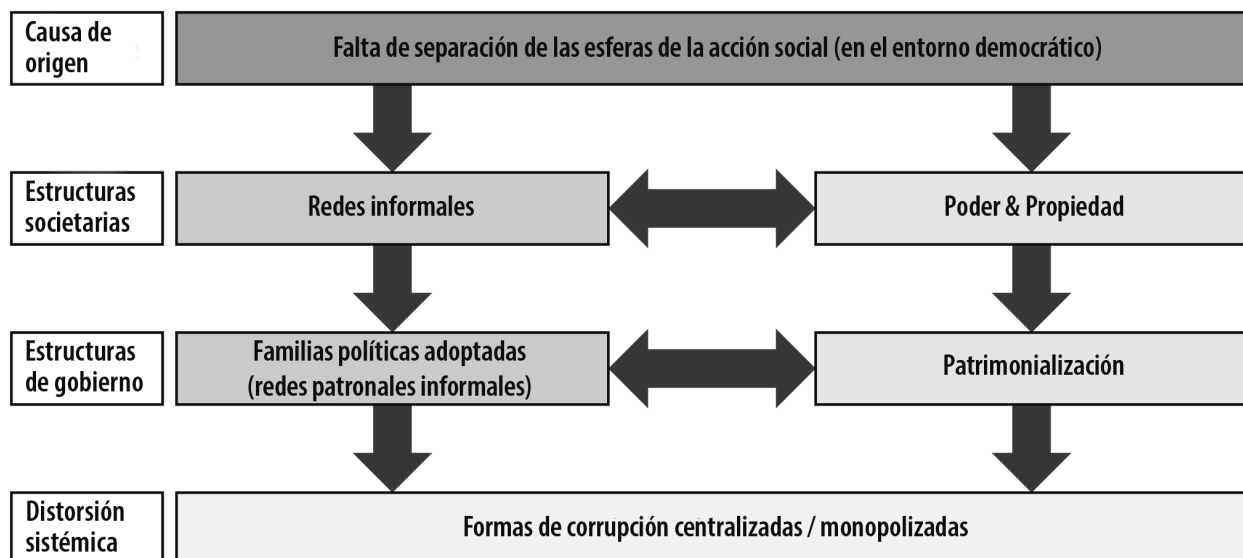 Causa de
origen
Falta de separación de las esferas de la acción social (en el entorno democrático)
Estructuras
societarias
Redes informales
Poder & Propiedad
Estructuras
de gobierno
Familias políticas adoptadas
(redes patronales informales)
Patrimonialización
Distorsión
sistémica
Formas de corrupción centralizadas / monopolizadas